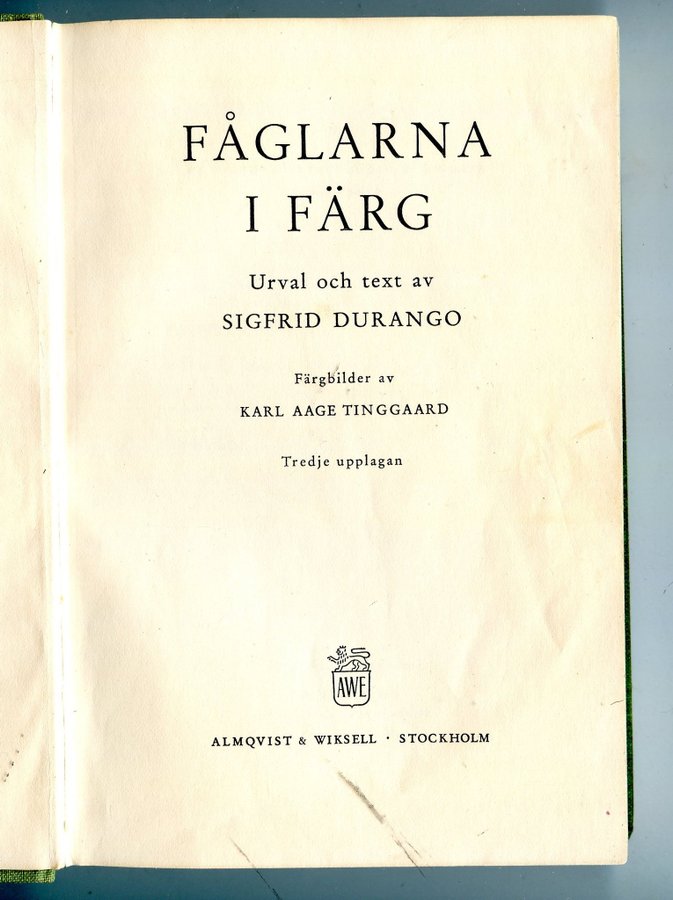 FÅGLARNA
I FÄRG
Urval och text av
SIGFRID DURANGO
Färgbilder av
KARL AAGE TINGGAARD
Tredje upplagan
AWE
ALMQVIST & WIKSELL · STOCKHOLM